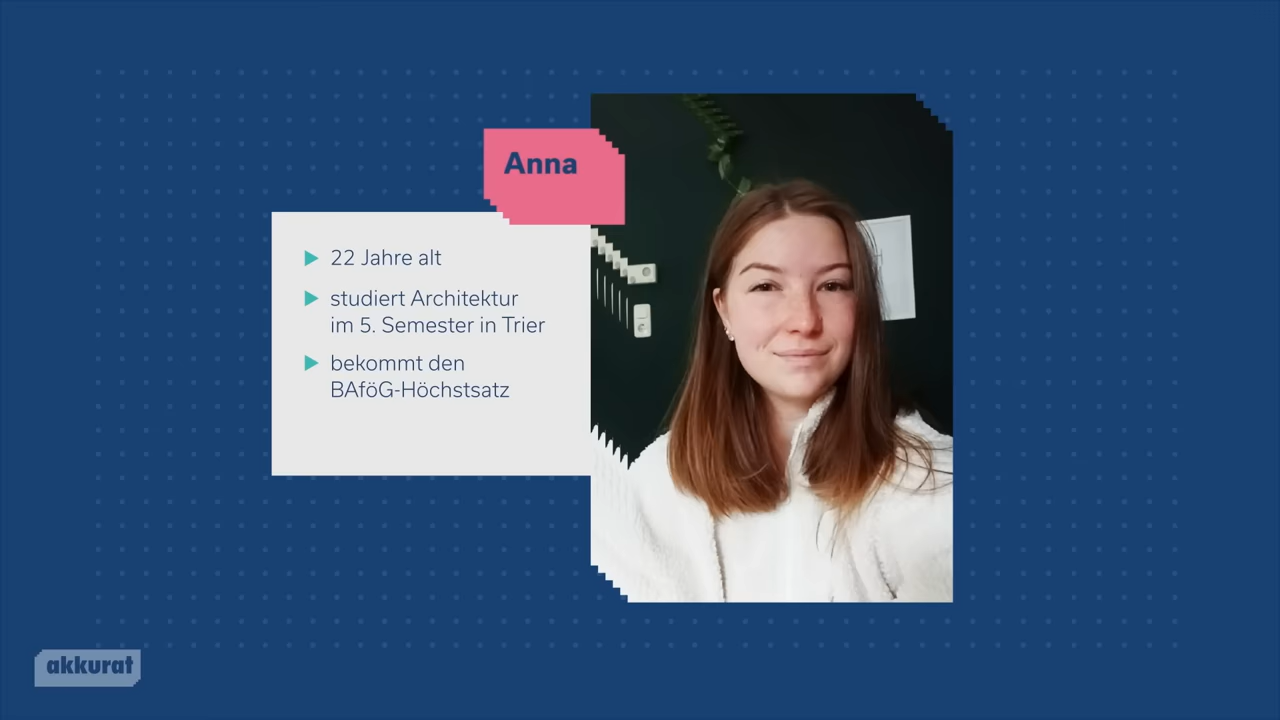 Anna
22 Jahre alt
studiert Architektur
im 5. Semester in Trier
bekommt den
BAföG-Höchstsatz
akkurat